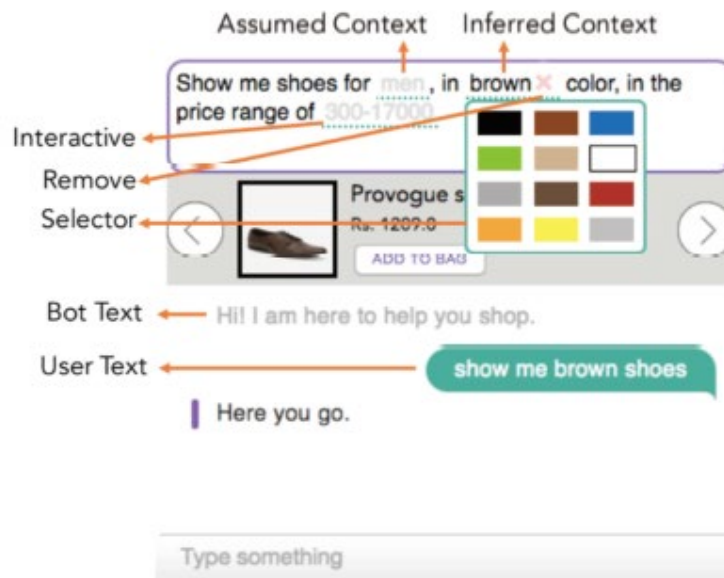 Assumed Context Inferred Context
Show me shoes for men, in brown × color, in the
price range of 300-17000
Interactive
Remove
Selector
Provogue s
Rs. 1209.0
ADD TO BAG
Bot Text
Hi! I am here to help you shop.
User Text
show me brown shoes
Here you go.
Type something